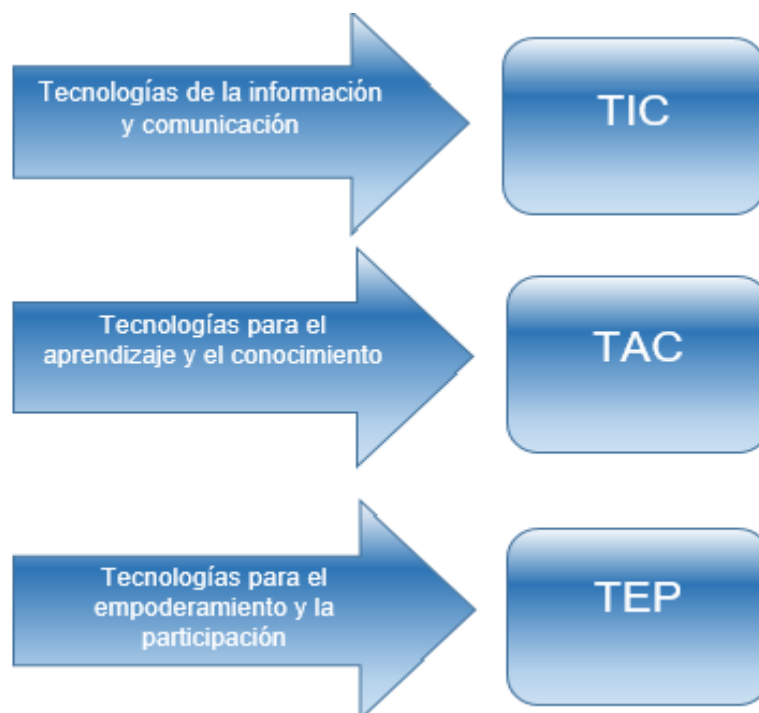 Tecnologías de la información
y comunicación
TIC
Tecnologías para el
aprendizaje y el conocimiento
TAC
Tecnologías para el
empoderamiento y la
participación
TEP